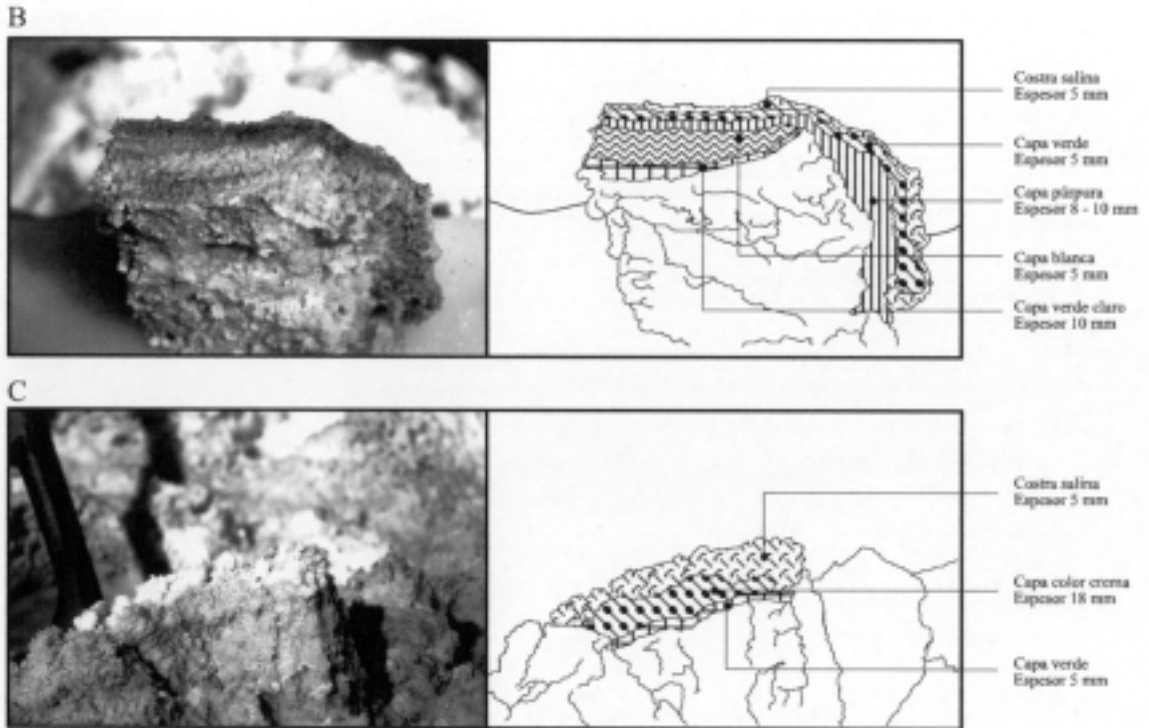 B
Costra salina
Espesor 5 mm
Capa verde
Espesor 5 mm
Capa púrpura
Espesor 8 - 10 mm
Capa blanca
Espesor 5 mm
Capa verde claro
Espesor 10 mm
C
Costra salina
Espesor 5 mm
Capa color crema
Espesor 18 mm
Capa verde
Espesor 5 mm